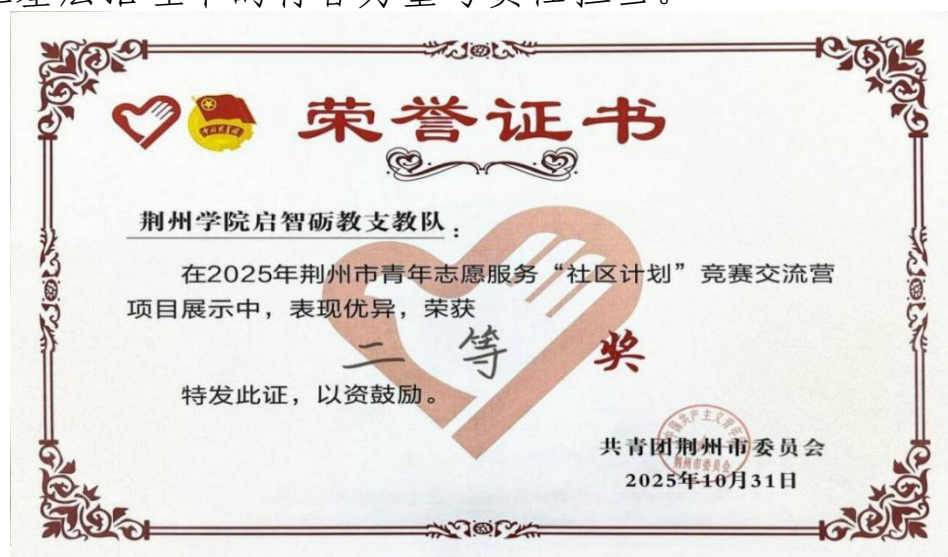 荣誉证书
荆州学院启智砺教支教队：
在2025年荆州市青年志愿服务“社区计划”竞赛交流营
项目展示中，表现优异，荣获
二等奖
特发此证，以资鼓励。
共青团荆州市委员会
2025年10月31日